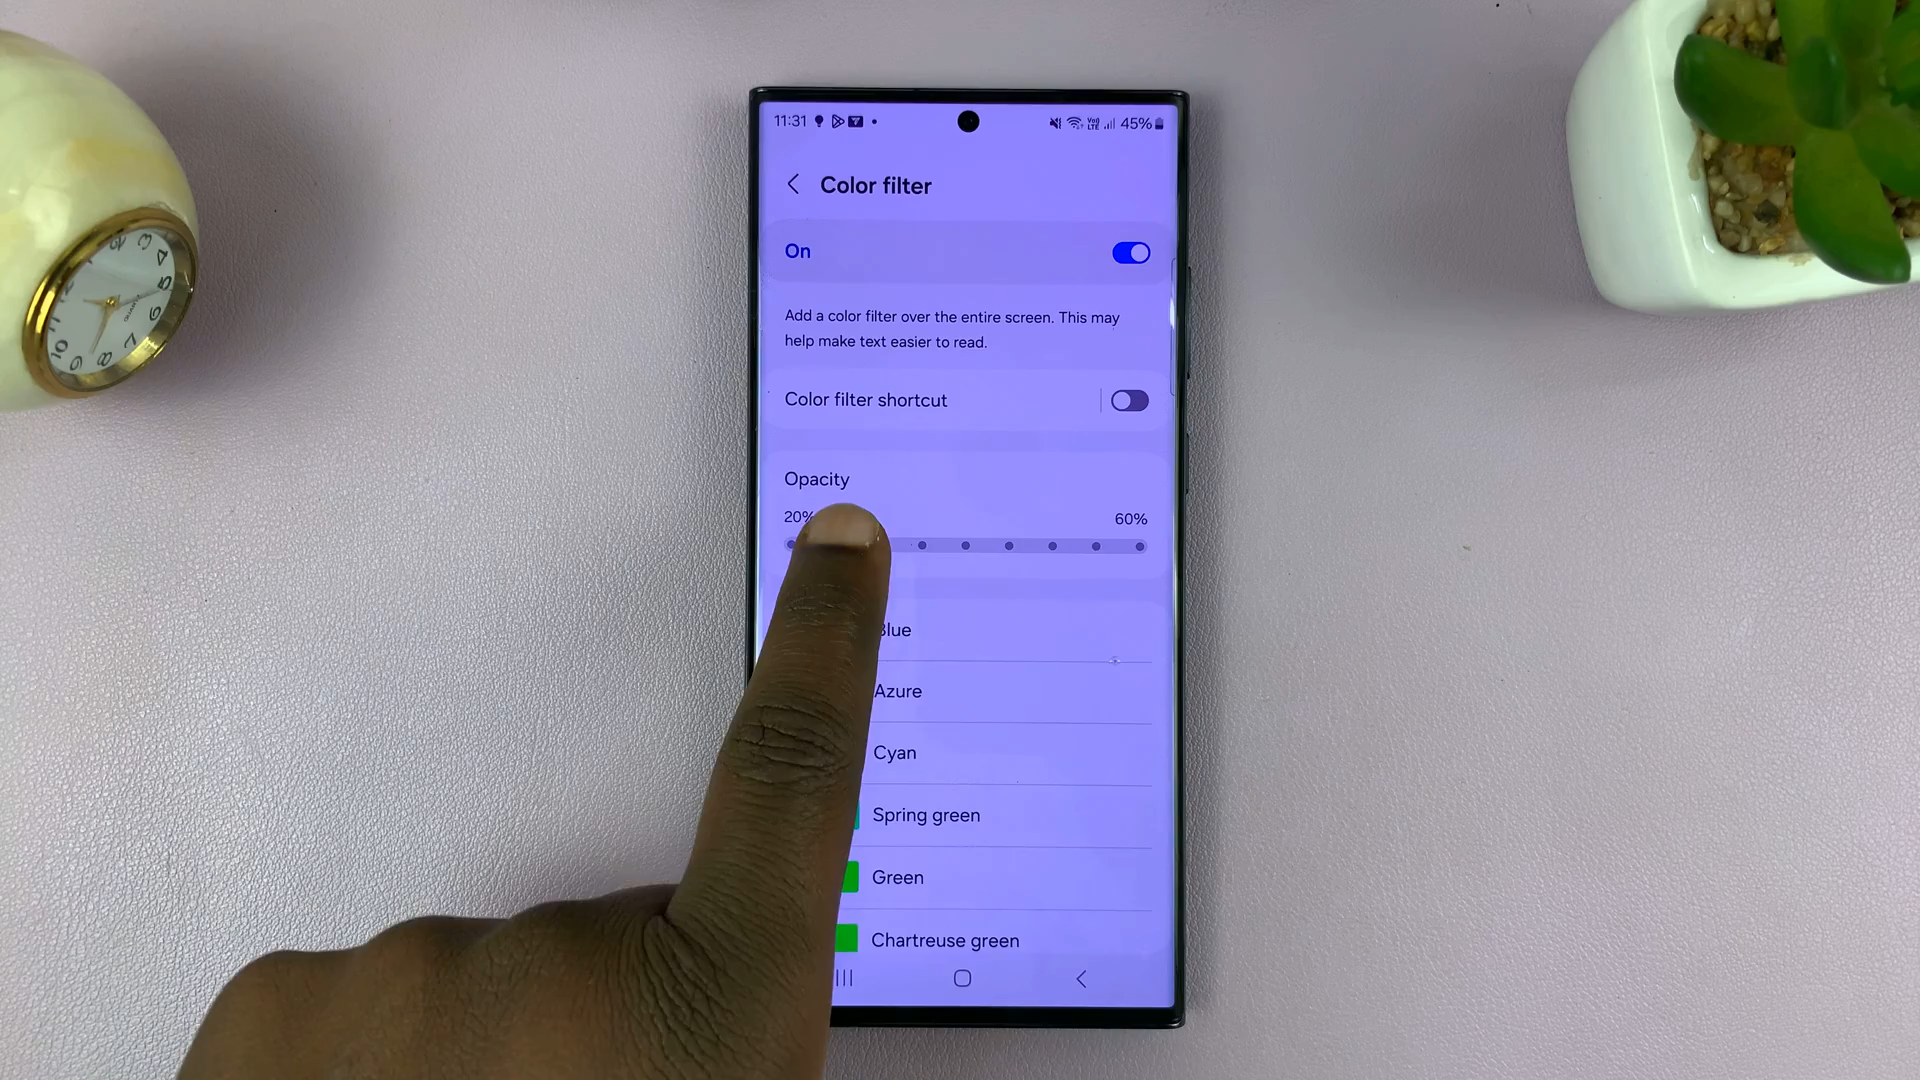 11:31 45%
Color filter
On
Add a color filter over the entire screen. This may
help make text easier to read.
Color filter shortcut
Opacity
20% 60%
Blue
Azure
Cyan
Spring green
Green
Chartreuse green